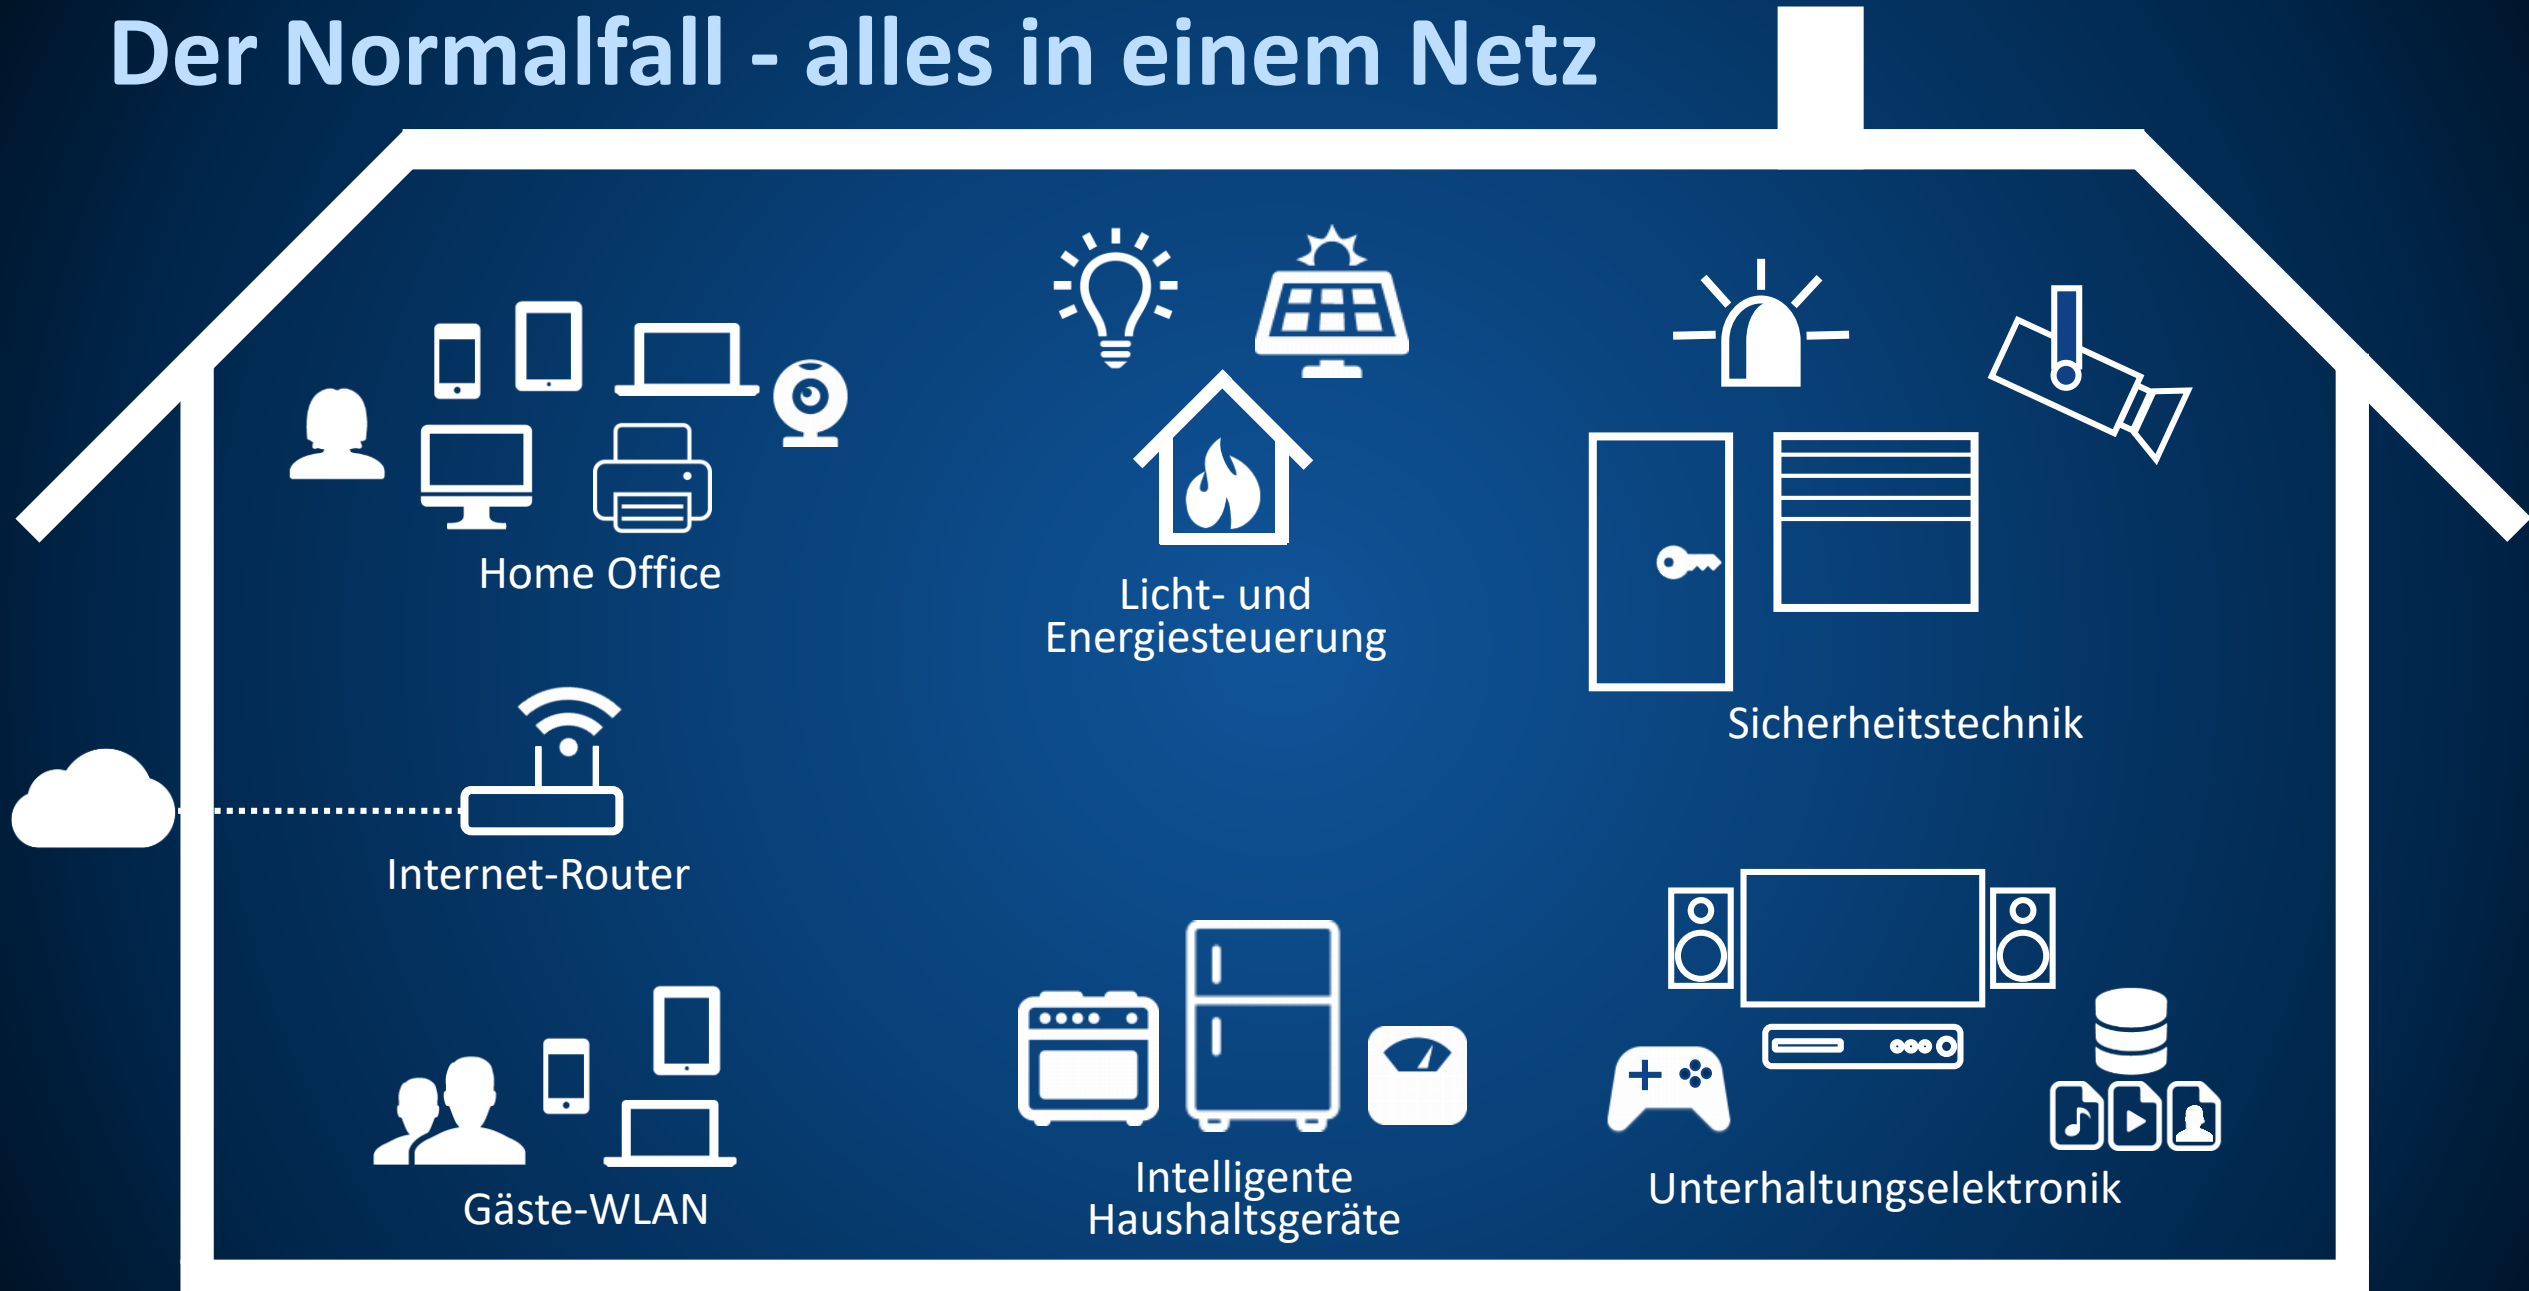 Der Normalfall - alles in einem Netz
Home Office
Licht- und
Energiesteuerung
Sicherheitstechnik
Internet-Router
Gäste-WLAN
Intelligente
Haushaltsgeräte
Unterhaltungselektronik